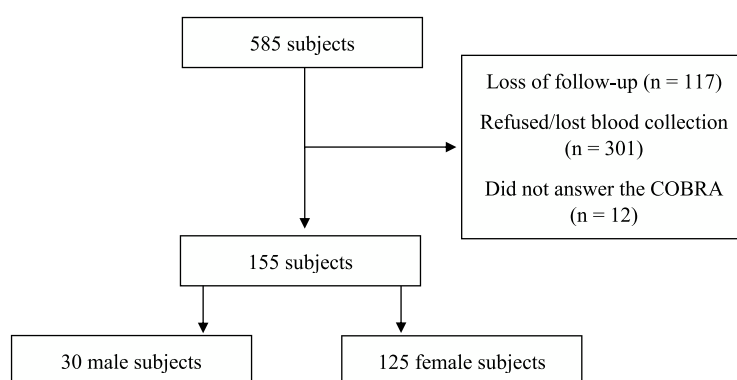 585 subjects
Loss of follow-up (n = 117)
Refused/lost blood collection
(n = 301)
Did not answer the COBRA
(n = 12)
155 subjects
30 male subjects
125 female subjects